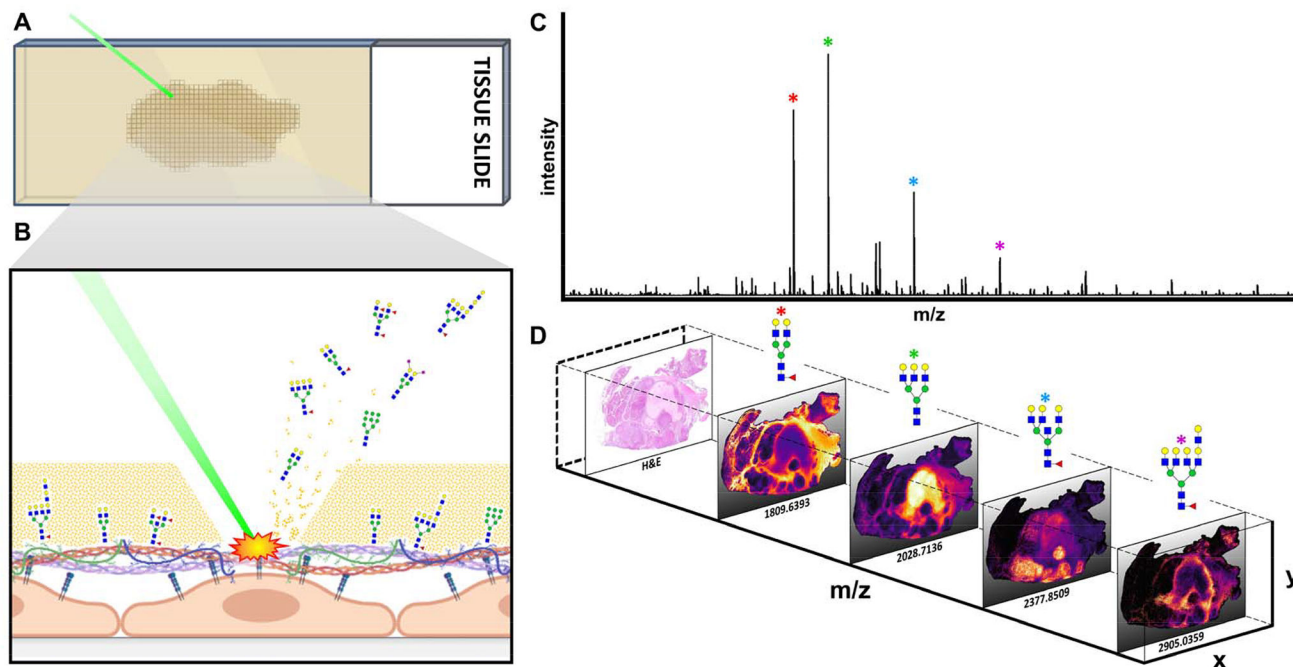 A
TISSUE SLIDE
B
C
*
*
*
*
intensity
m/z
D
*
*
*
*
H&E
1809.6393
2028.7136
2377.8509
2905.0359
m/z
x
y